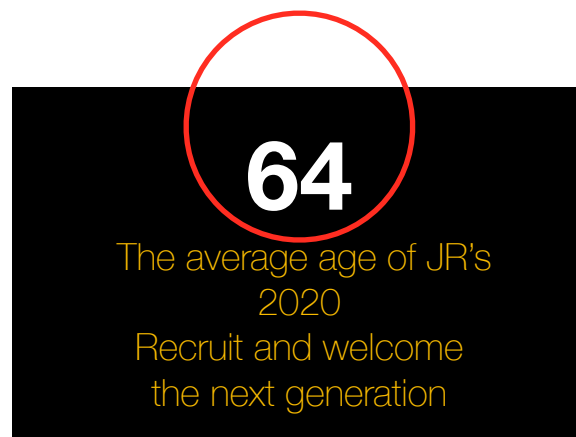 64
The average age of JR’s
2020
Recruit and welcome
the next generation